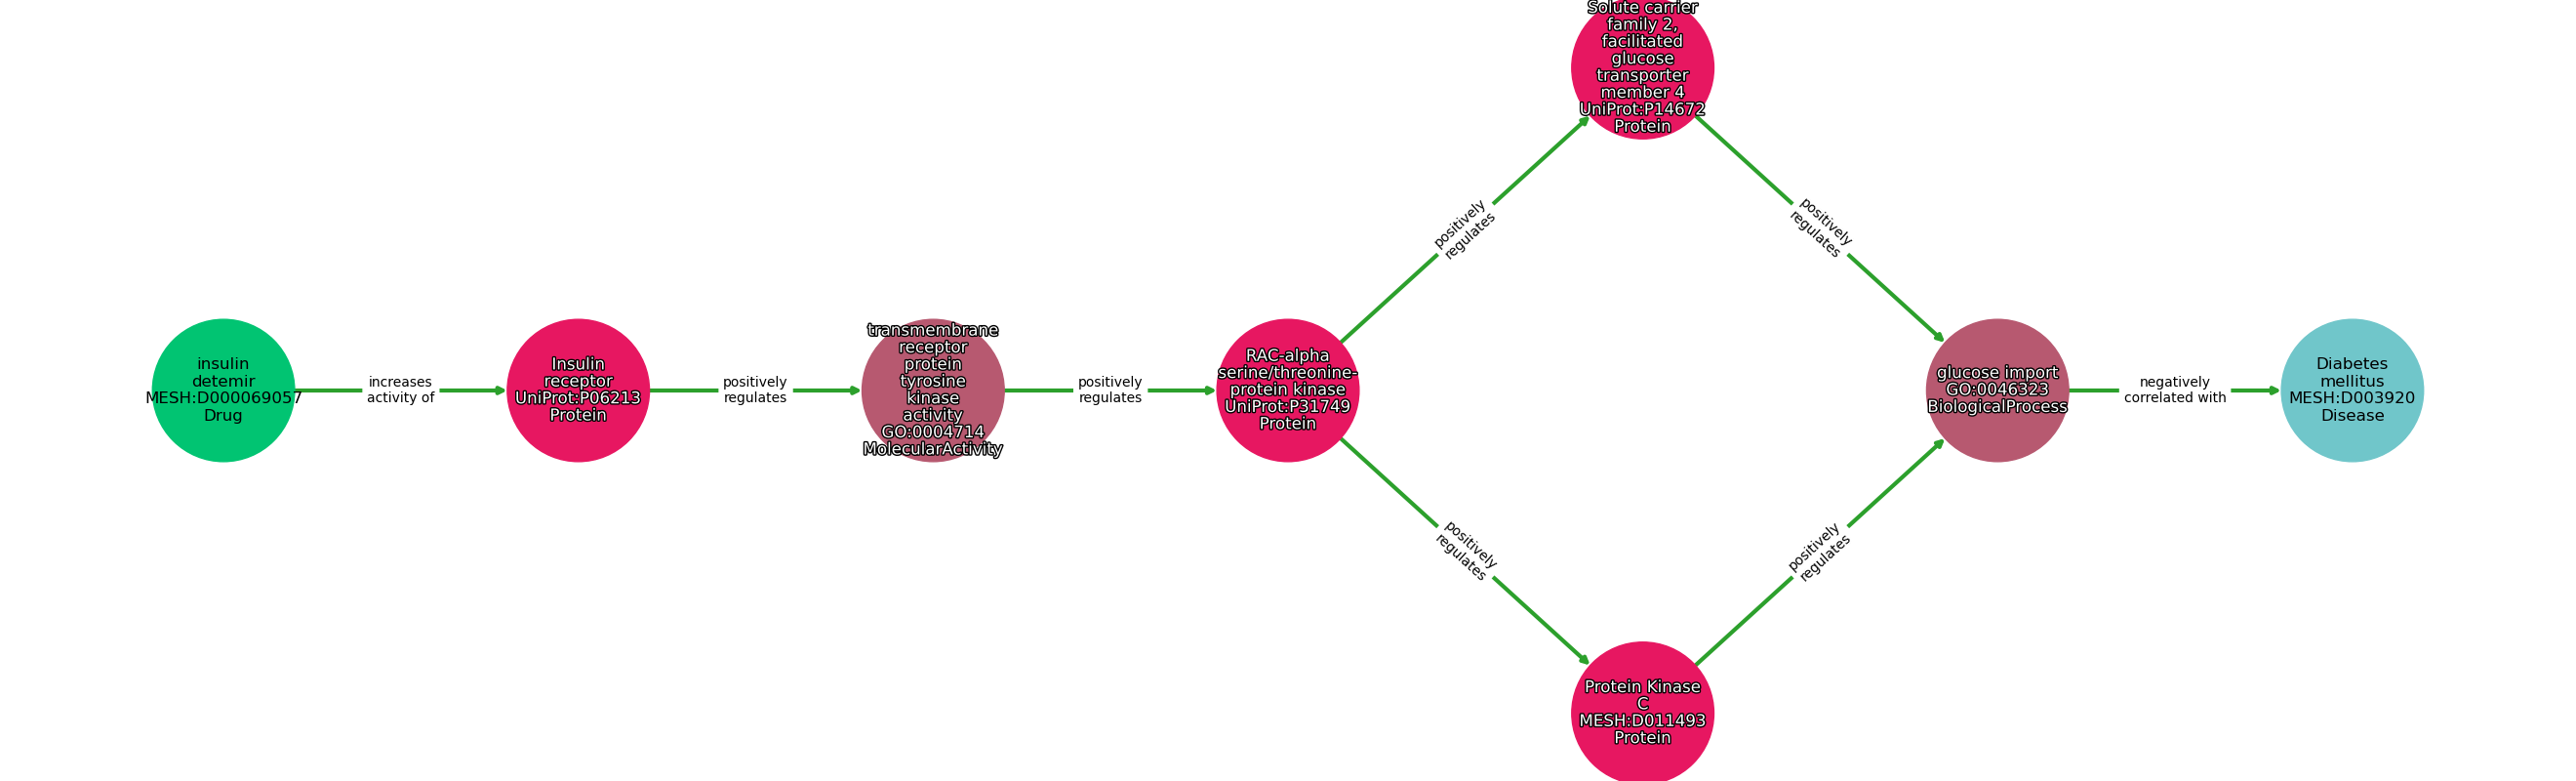 Solute carrier
family 2,
facilitated
glucose
transporter
member 4
UniProt:P14672
Protein
positively
regulates
positively
regulates
insulin
detemir
MESH:D000069057
Drug
increases
activity of
Insulin
receptor
UniProt:P06213
Protein
positively
regulates
transmembrane
receptor
protein
tyrosine
kinase
activity
GO:0004714
MolecularActivity
positively
regulates
RAC-alpha
serine/threonine-
protein kinase
UniProt:P31749
Protein
glucose import
GO:0046323
BiologicalProcess
negatively
correlated with
Diabetes
mellitus
MESH:D003920
Disease
positively
regulates
positively
regulates
Protein Kinase
C
MESH:D011493
Protein